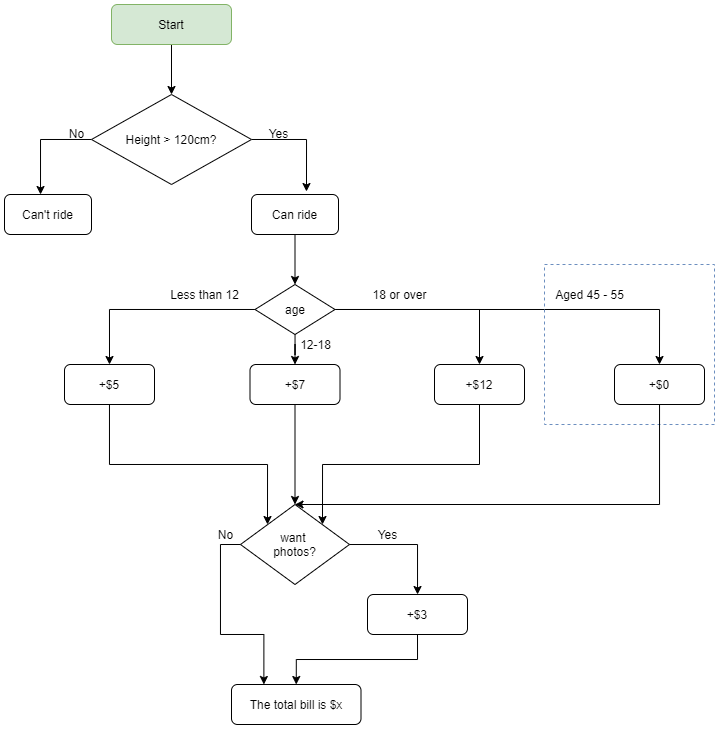 Start
Height > 120cm?
No
Yes
Can't ride
Can ride
Less than 12
age
18 or over
Aged 45 - 55
12-18
+$5
+$7
+$12
+$0
No
want
photos?
Yes
+$3
The total bill is $x